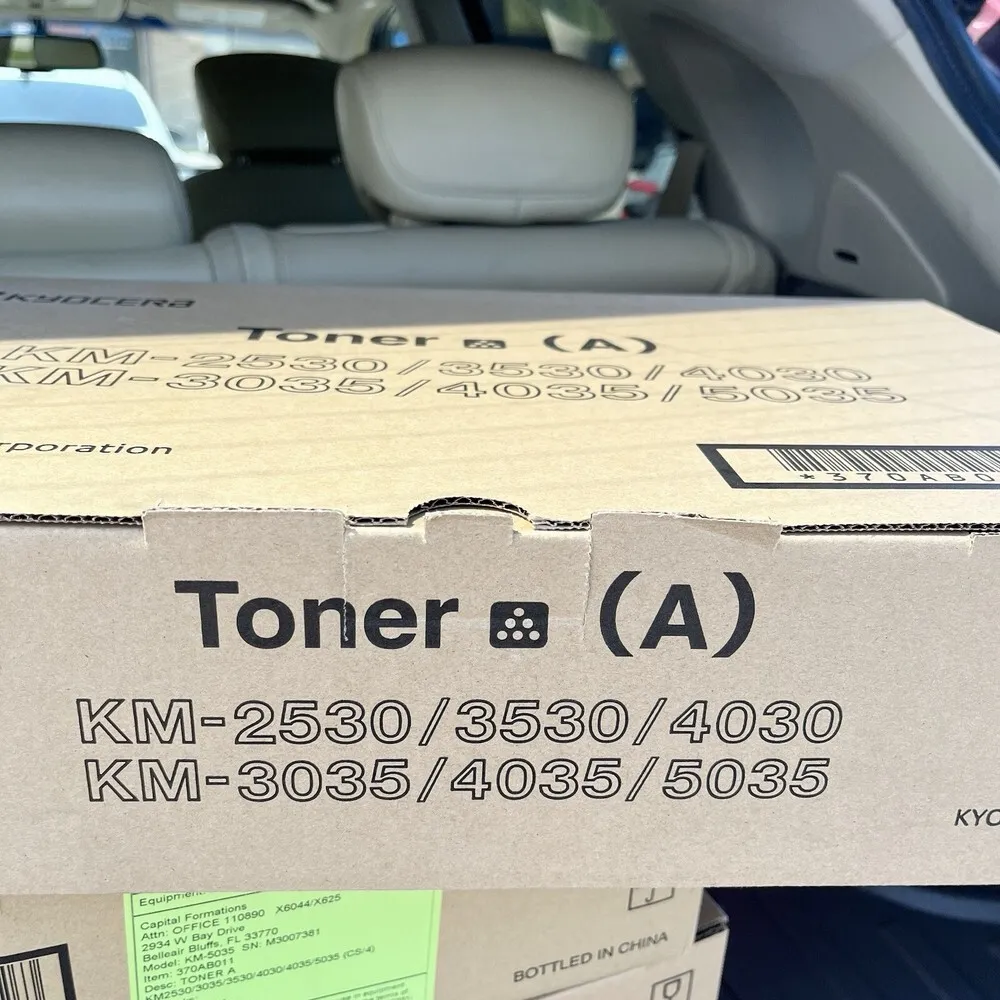 KYOCERA
Toner (A)
KM-2530/3530/4030
KM-3035/4035/5035
rporation
*370AB0
Toner (A)
KM-2530/3530/4030
KM-3035/4035/5035
KYO
Capital Formations X6044/X625
Attn: OFFICE 110890
2934 W Bay Drive
Belleair Bluffs, FL 33770
Model: KM-5035 SN: M3007381
Item: 370AB011
Desc: TONER A
KM2530/3035/3530/4030/4035/5035 (CS/4)
BOTTLED IN CHINA